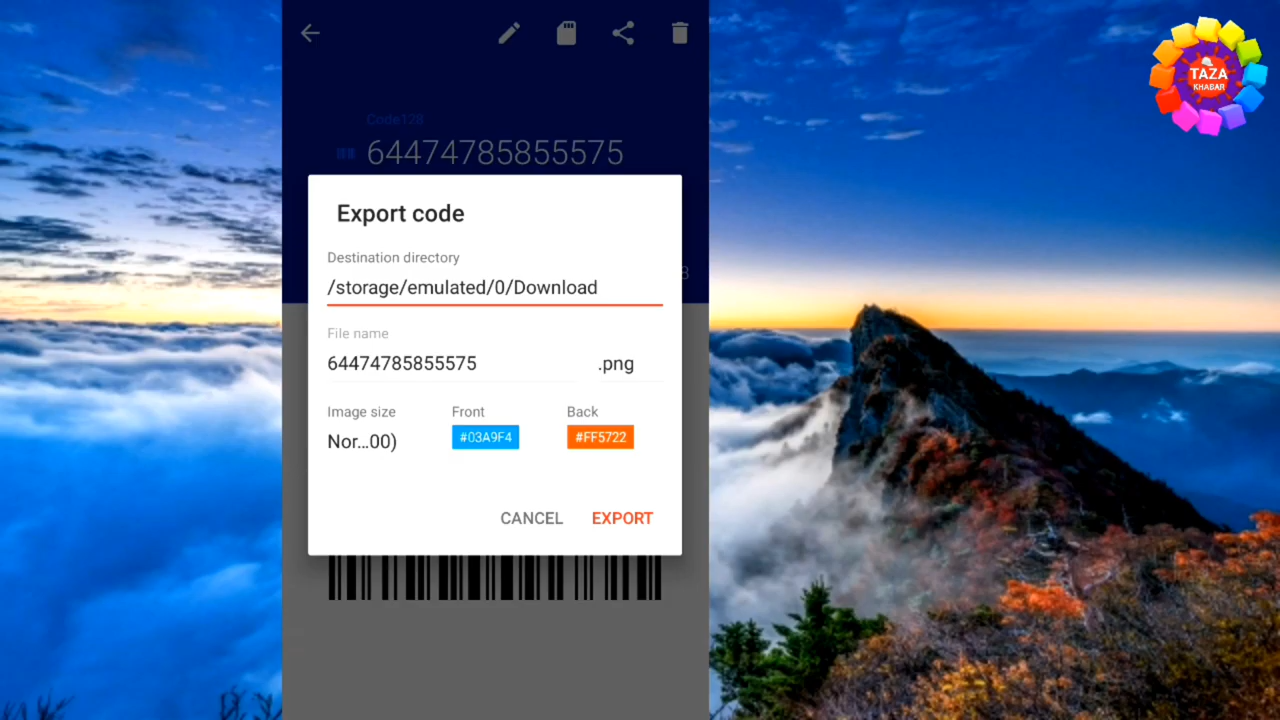 Code128
64474785855575
Export code
Destination directory
/storage/emulated/0/Download
File name
64474785855575 .png
Image size Front Back
Nor...00) #03A9F4 #FF5722
CANCEL EXPORT
TAZA
KHABAR